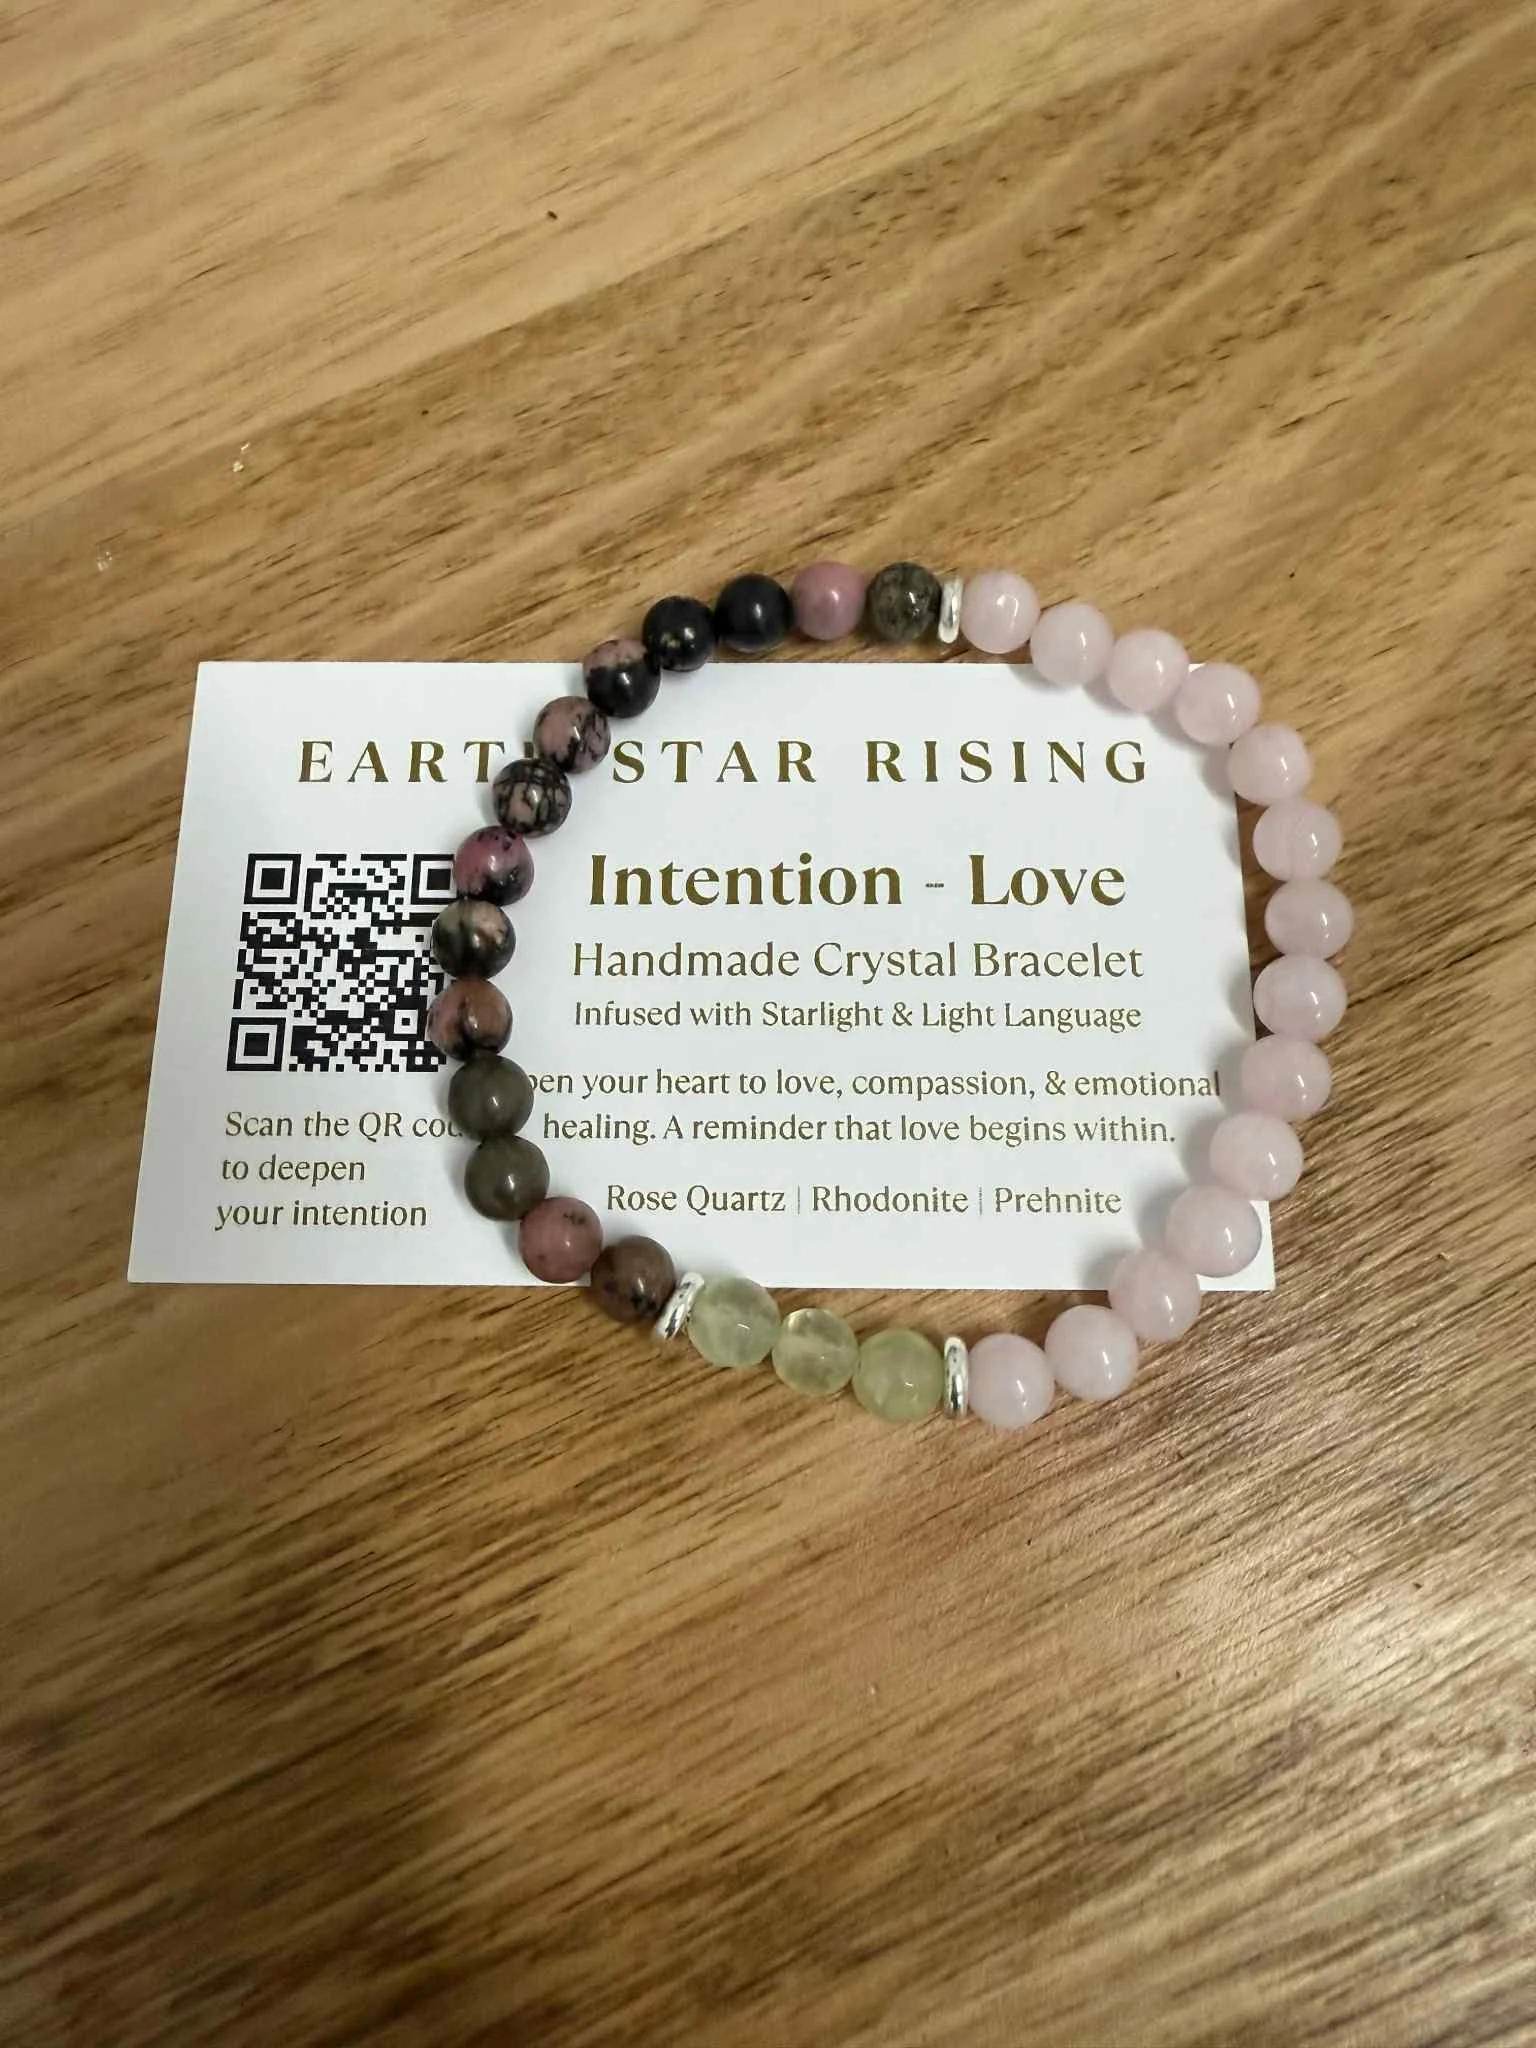 STAR RISING
Intention - Love
Handmade Crystal Bracelet
Infused with Starlight & Light Language
your heart to love, compassion, & emotional
healing. A reminder that love begins within.
Rose Quartz | Rhodonite | Prehnite
Scan the QR
to deepen
your intention